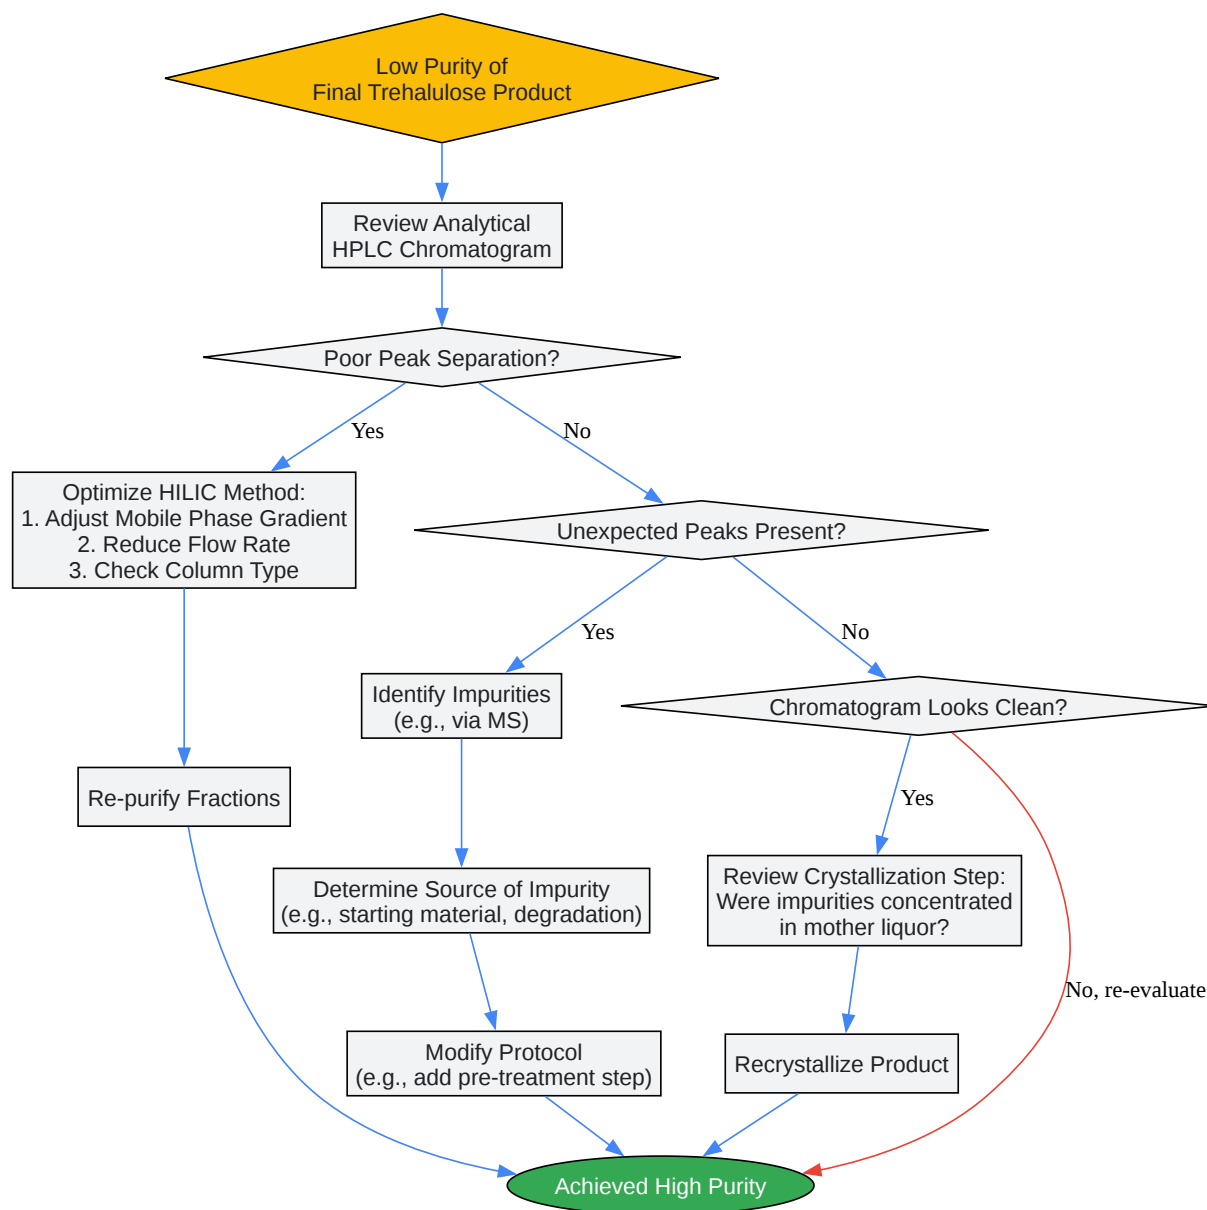 Low Purity of
Final Trehalulose Product
Review Analytical
HPLC Chromatogram
Poor Peak Separation?
Yes
No
Optimize HILIC Method:
1. Adjust Mobile Phase Gradient
2. Reduce Flow Rate
3. Check Column Type
Unexpected Peaks Present?
Yes
No
Identify Impurities
(e.g., via MS)
Chromatogram Looks Clean?
Re-purify Fractions
Yes
Determine Source of Impurity
(e.g., starting material, degradation)
Review Crystallization Step:
Were impurities concentrated
in mother liquor?
No, re-evaluate
Modify Protocol
(e.g., add pre-treatment step)
Recrystallize Product
Achieved High Purity